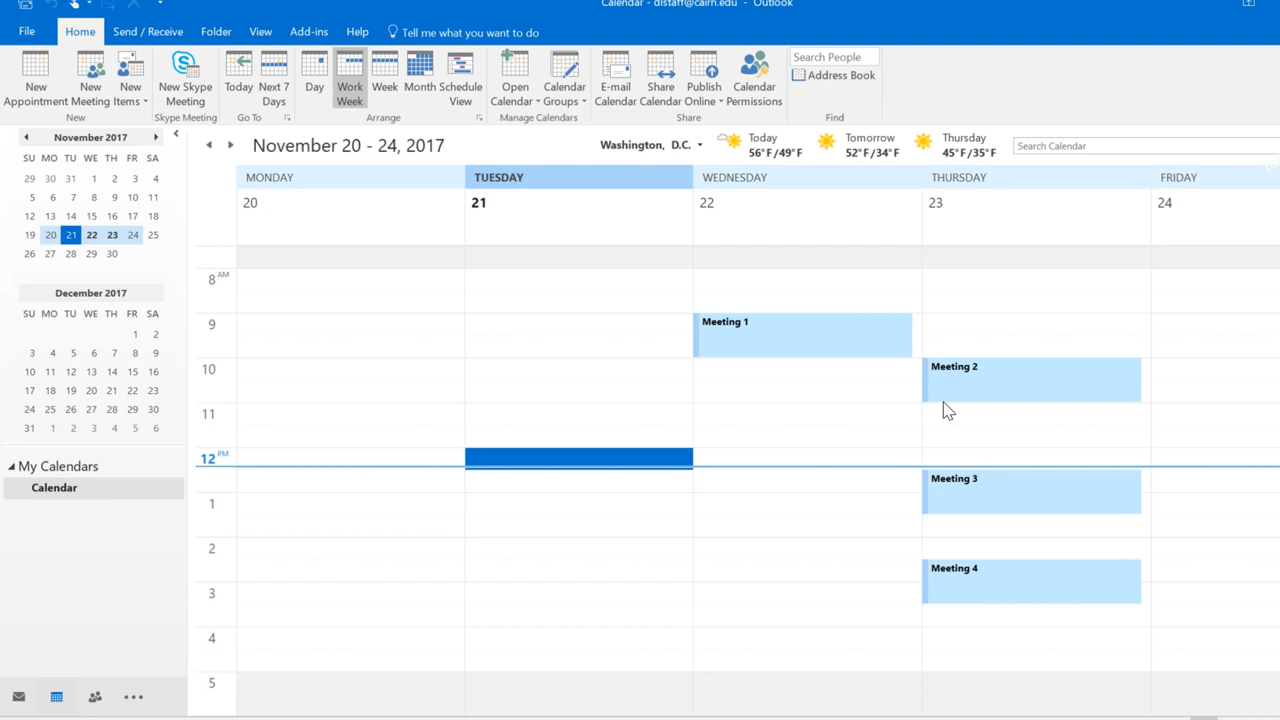 Calendar - dlstaff@cairn.edu - Outlook
File Home Send / Receive Folder View Add-ins Help Tell me what you want to do
New Appointment
New Meeting
New Items
New
New Skype Meeting
Skype Meeting
Today
Next 7 Days
Go To
Day
Work Week
Week
Month
Schedule View
Arrange
Open Calendar
Calendar Groups
Manage Calendars
E-mail Calendar
Share Calendar
Publish Online
Calendar Permissions
Share
Search People
Address Book
Find
November 2017
SU MO TU WE TH FR SA
29 30 31 1 2 3 4
5 6 7 8 9 10 11
12 13 14 15 16 17 18
19 20 21 22 23 24 25
26 27 28 29 30
December 2017
SU MO TU WE TH FR SA
1 2
3 4 5 6 7 8 9
10 11 12 13 14 15 16
17 18 19 20 21 22 23
24 25 26 27 28 29 30
31 1 2 3 4 5 6
My Calendars
Calendar
November 20 - 24, 2017
Washington, D.C.
Today
56°F/49°F
Tomorrow
52°F/34°F
Thursday
45°F/35°F
Search Calendar
MONDAY TUESDAY WEDNESDAY THURSDAY FRIDAY
20 21 22 23 24
8 AM
9
Meeting 1
10
Meeting 2
11
12 PM
Meeting 3
1
2
Meeting 4
3
4
5